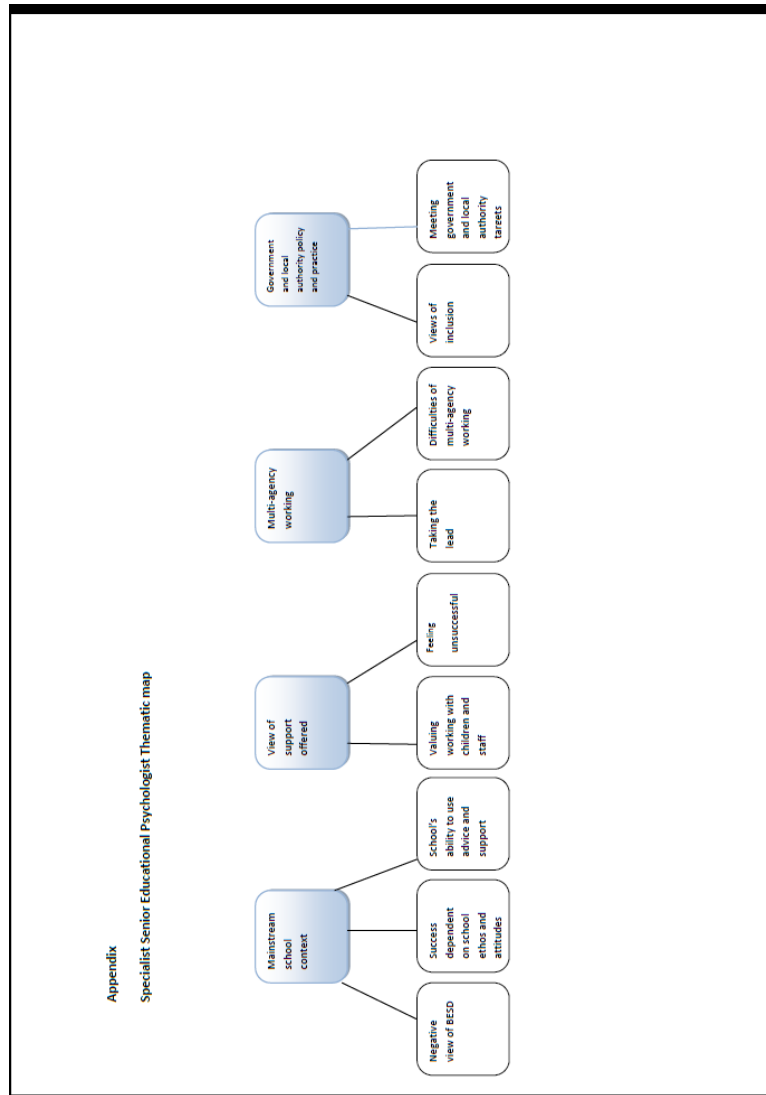 Appendix
Specialist Senior Educational Psychologist Thematic map
Mainstream
school
context
View of
support
offered
Multi-agency
working
Government
and local
authority policy
and practice
Negative
view of BESD
Success
dependent
on school
ethos and
attitudes
School's
ability to use
advice and
support
Valuing
working with
children and
staff
Feeling
unsuccessful
Taking the
lead
Difficulties of
multi-agency
working
Views of
inclusion
Meeting
government
and local
authority
targets